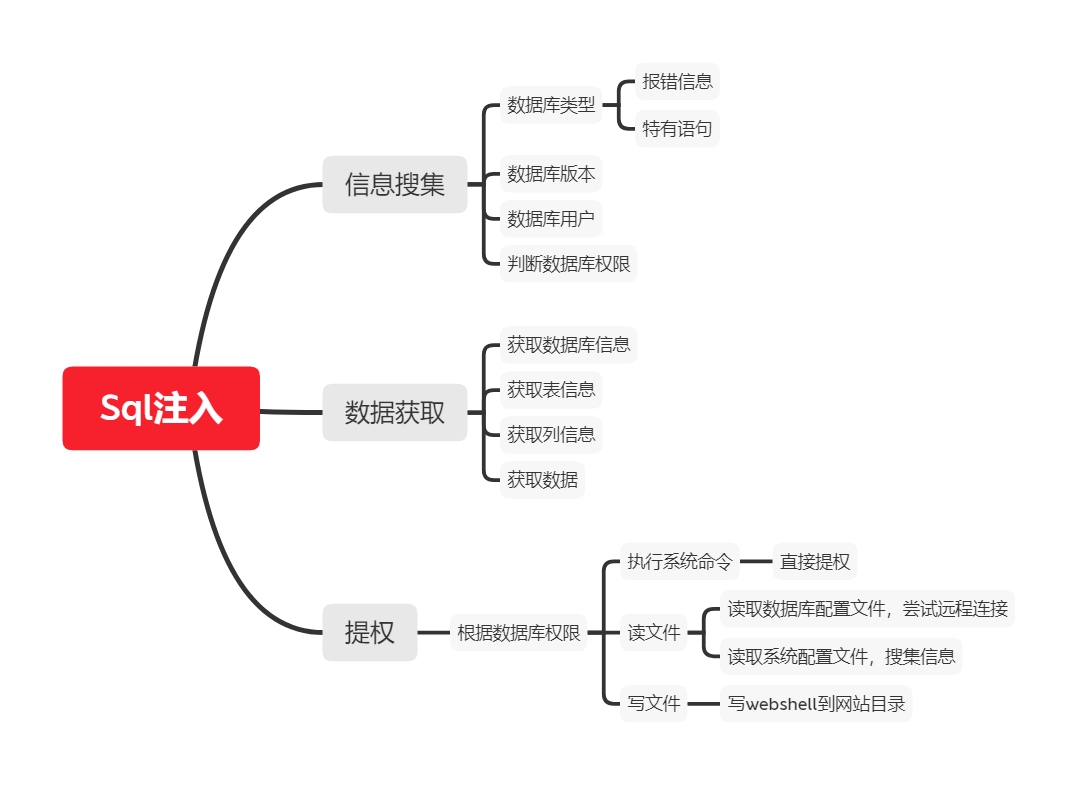 Sql注入
信息搜集
数据库类型
报错信息
特有语句
数据库版本
数据库用户
判断数据库权限
数据获取
获取数据库信息
获取表信息
获取列信息
获取数据
提权
根据数据库权限
执行系统命令
直接提权
读文件
读取数据库配置文件，尝试远程连接
读取系统配置文件，搜集信息
写文件
写webshell到网站目录